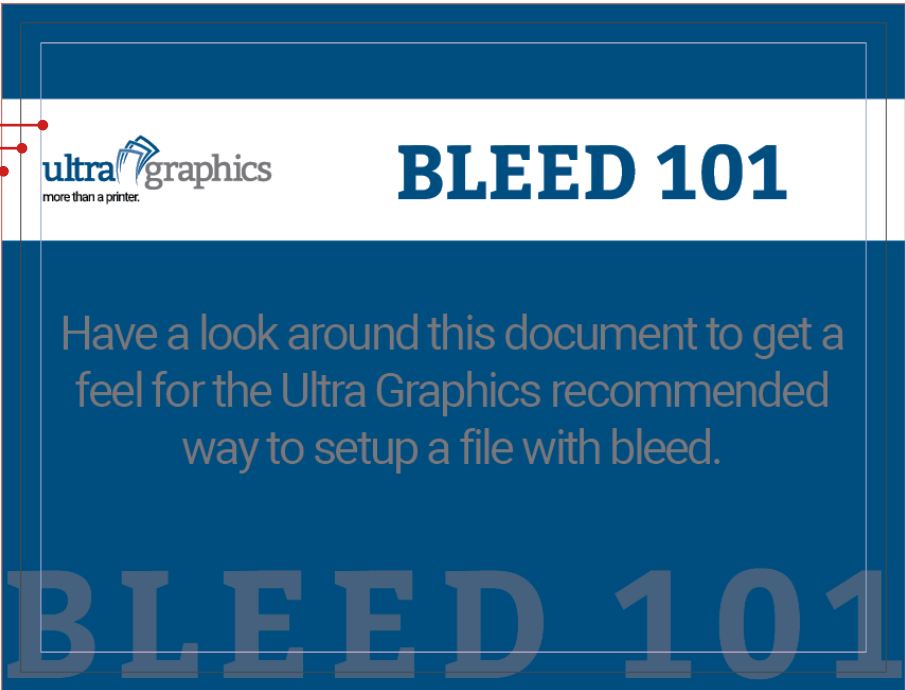 ultra graphics
more than a printer.
BLEED 101
Have a look around this document to get a
feel for the Ultra Graphics recommended
way to setup a file with bleed.
BLEED 101